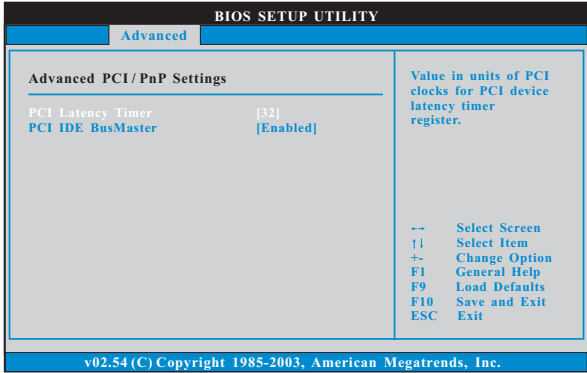 BIOS SETUP UTILITY
Advanced
Advanced PCI / PnP Settings
PCI Latency Timer [32]
PCI IDE BusMaster [Enabled]
Value in units of PCI
clocks for PCI device
latency timer
register.
←→ Select Screen
↑↓ Select Item
+- Change Option
F1 General Help
F9 Load Defaults
F10 Save and Exit
ESC Exit
v02.54 (C) Copyright 1985-2003, American Megatrends, Inc.